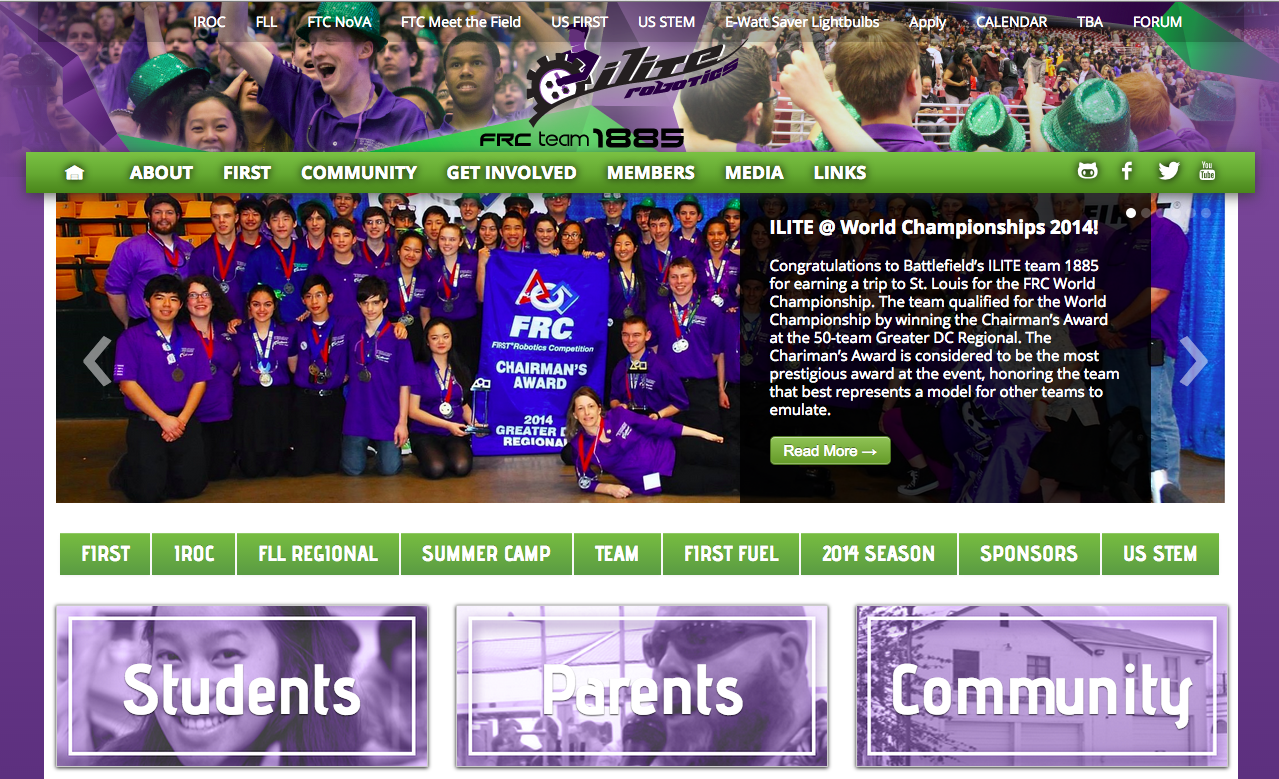 IROC FLL FTC NoVA FTC Meet the Field US FIRST US STEM E-Watt Saver Lightbulbs Apply CALENDAR TBA FORUM
iLite
robotics
FRC team 1885
ABOUT FIRST COMMUNITY GET INVOLVED MEMBERS MEDIA LINKS
You
Tube
FRC
FIRST Robotics Competition
CHAIRMAN'S
AWARD
2014
GREATER D
REGIONAL
ILITE @ World Championships 2014!
Congratulations to Battlefield's ILITE team 1885
for earning a trip to St. Louis for the FRC World
Championship. The team qualified for the World
Championship by winning the Chairman's Award
at the 50-team Greater DC Regional. The
Chariman's Award is considered to be the most
prestigious award at the event, honoring the team
that best represents a model for other teams to
emulate.
Read More →
FIRST IROC FLL REGIONAL SUMMER CAMP TEAM FIRST FUEL 2014 SEASON SPONSORS US STEM
Students Parents Community